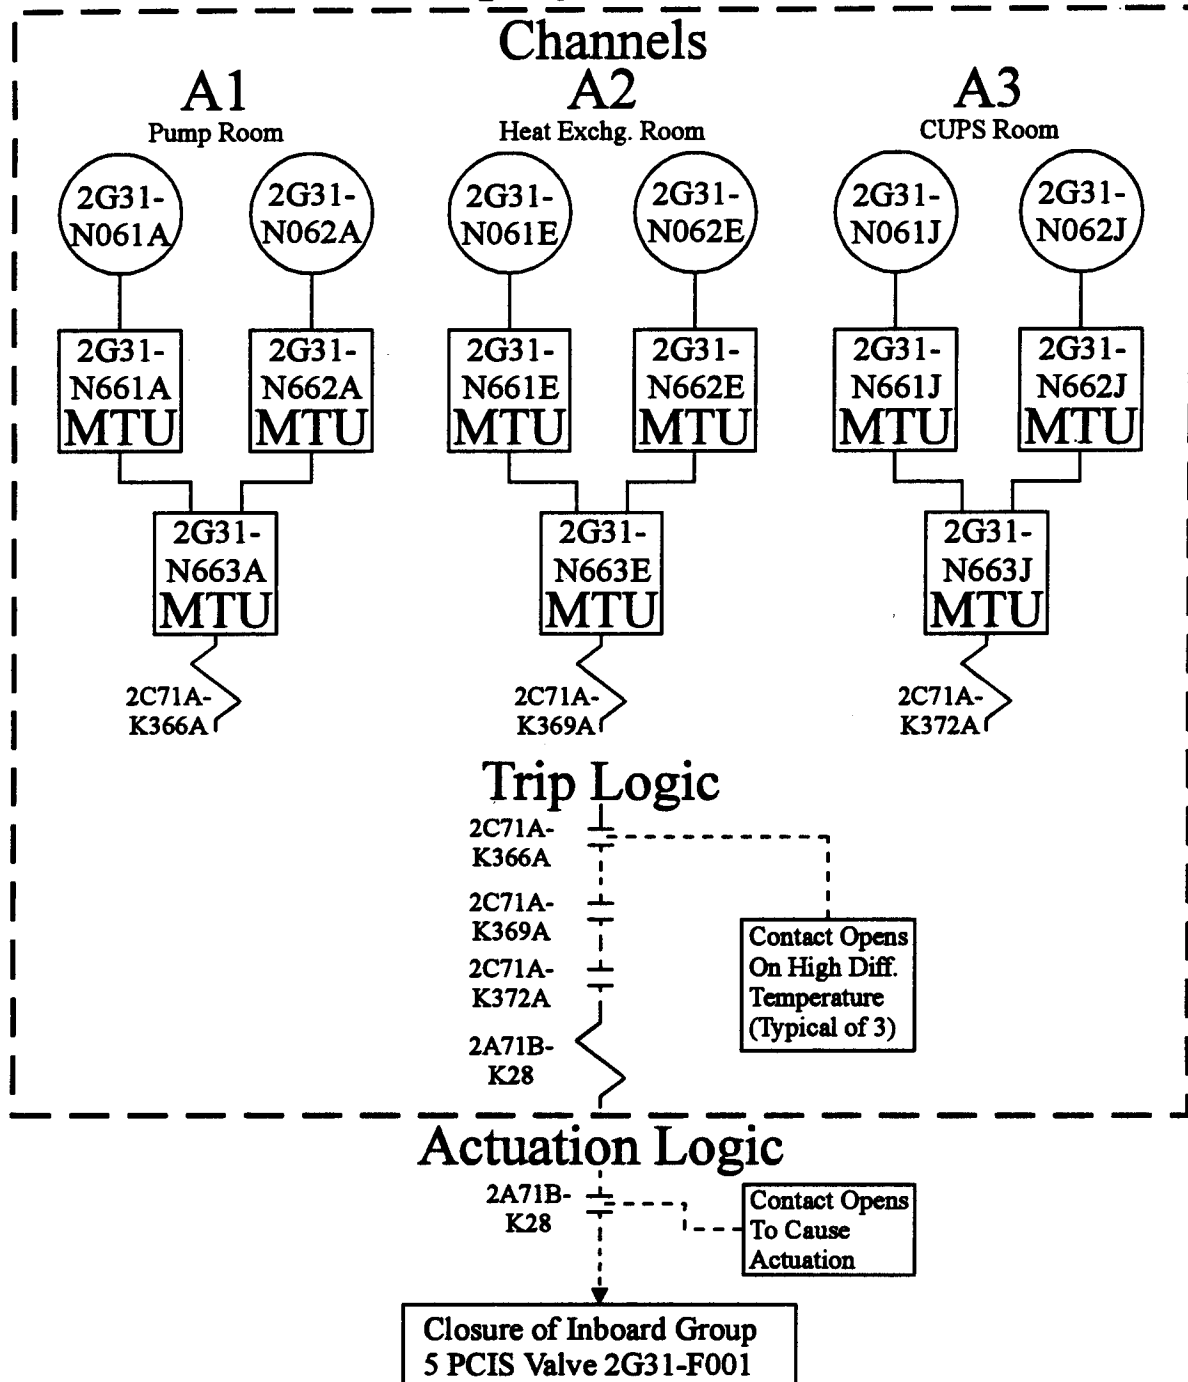 Channels
A1 A2 A3
Pump Room Heat Exchg. Room CUPS Room
2G31- 2G31- 2G31- 2G31- 2G31- 2G31-
N061A N062A N061E N062E N061J N062J
2G31- 2G31- 2G31- 2G31- 2G31- 2G31-
N661A N662A N661E N662E N661J N662J
MTU MTU MTU MTU MTU MTU
2G31- 2G31- 2G31-
N663A N663E N663J
MTU MTU MTU
2C71A- 2C71A- 2C71A-
K366A K369A K372A
Trip Logic
2C71A-
K366A
2C71A-
K369A
2C71A-
K372A
2A71B-
K28
Contact Opens
On High Diff.
Temperature
(Typical of 3)
Actuation Logic
2A71B-
K28
Contact Opens
To Cause
Actuation
Closure of Inboard Group
5 PCIS Valve 2G31-F001